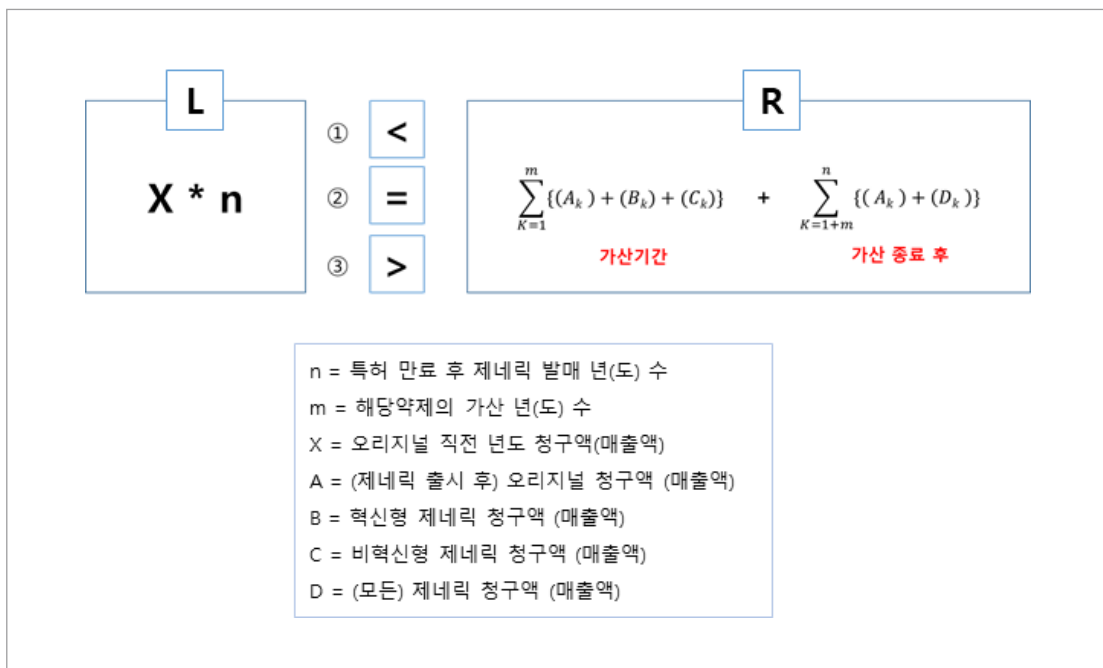 L
X * n
① <
② =
③ >
R
m n
∑ {(A_k) + (B_k) + (C_k)} + ∑ {( A_k) + (D_k)}
K=1 K=1+m
가산기간 가산 종료 후
n = 특허 만료 후 제네릭 발매 년(도) 수
m = 해당약제의 가산 년(도) 수
X = 오리지널 직전 년도 청구액(매출액)
A = (제네릭 출시 후) 오리지널 청구액 (매출액)
B = 혁신형 제네릭 청구액 (매출액)
C = 비혁신형 제네릭 청구액 (매출액)
D = (모든) 제네릭 청구액 (매출액)